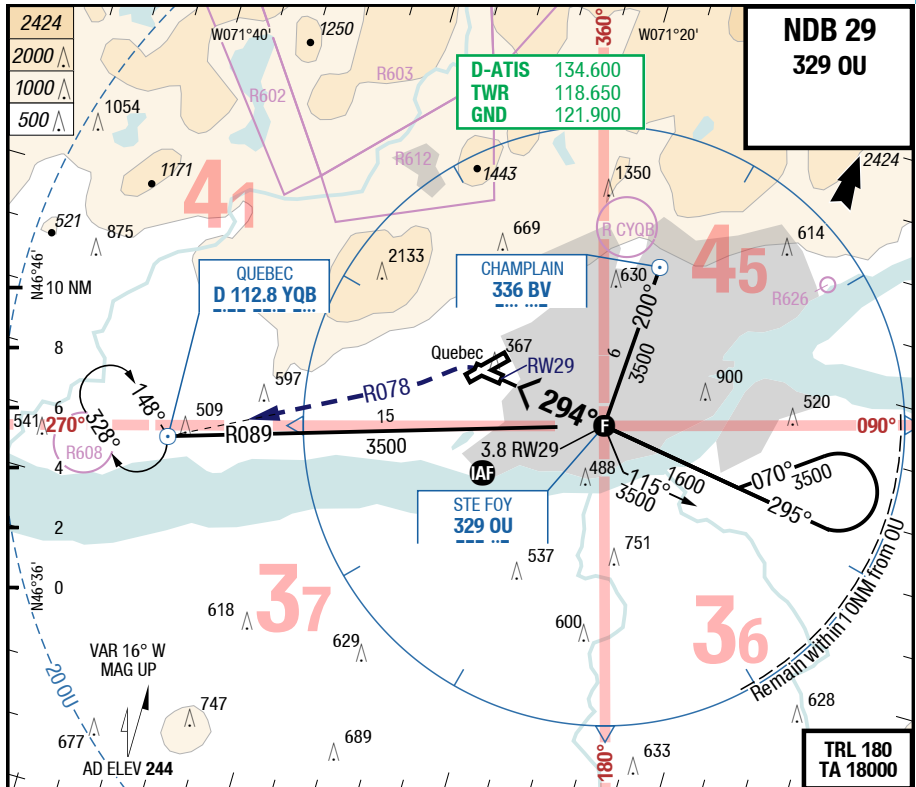 2424
2000
1000
500
W071°40'
1250
360°
W071°20'
NDB 29
329 OU
D-ATIS 134.600
TWR 118.650
GND 121.900
R603
R602
R612
1054
1171
41
1443
1350
2424
521
875
669
R CYQB
45
614
2133
N46°46'
10 NM
QUEBEC
D 112.8 YQB
CHAMPLAIN
336 BV
630
R626
200°
6
3500
8
Quebec
367
RW29
597
R078
900
148°
328°
6
541
270°
509
15
294°
520
090°
R608
R089
3500
F
3.8 RW29
4
IAF
488
115°
3500
1600
070°
3500
295°
STE FOY
329 OU
2
537
751
Remain within 10NM from OU
N46°36'
0
37
618
629
600
36
VAR 16° W
MAG UP
20 OU
747
677
689
628
633
180°
AD ELEV 244
TRL 180
TA 18000